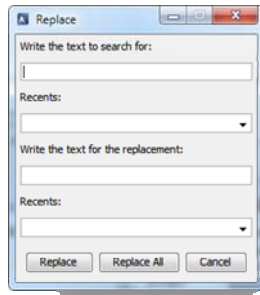 Replace
Write the text to search for:
Recents:
Write the text for the replacement:
Recents:
Replace Replace All Cancel